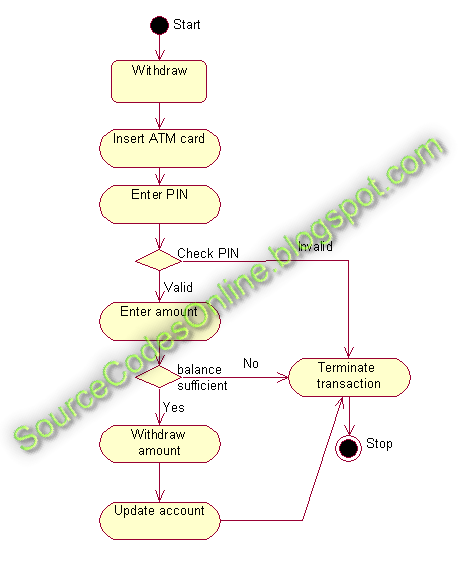 Start
Withdraw
Insert ATM card
Enter PIN
Check PIN
Invalid
Valid
Enter amount
balance
sufficient
No
Terminate
transaction
Yes
Withdraw
amount
Stop
Update account
SourceCodesOnline.blogspot.com